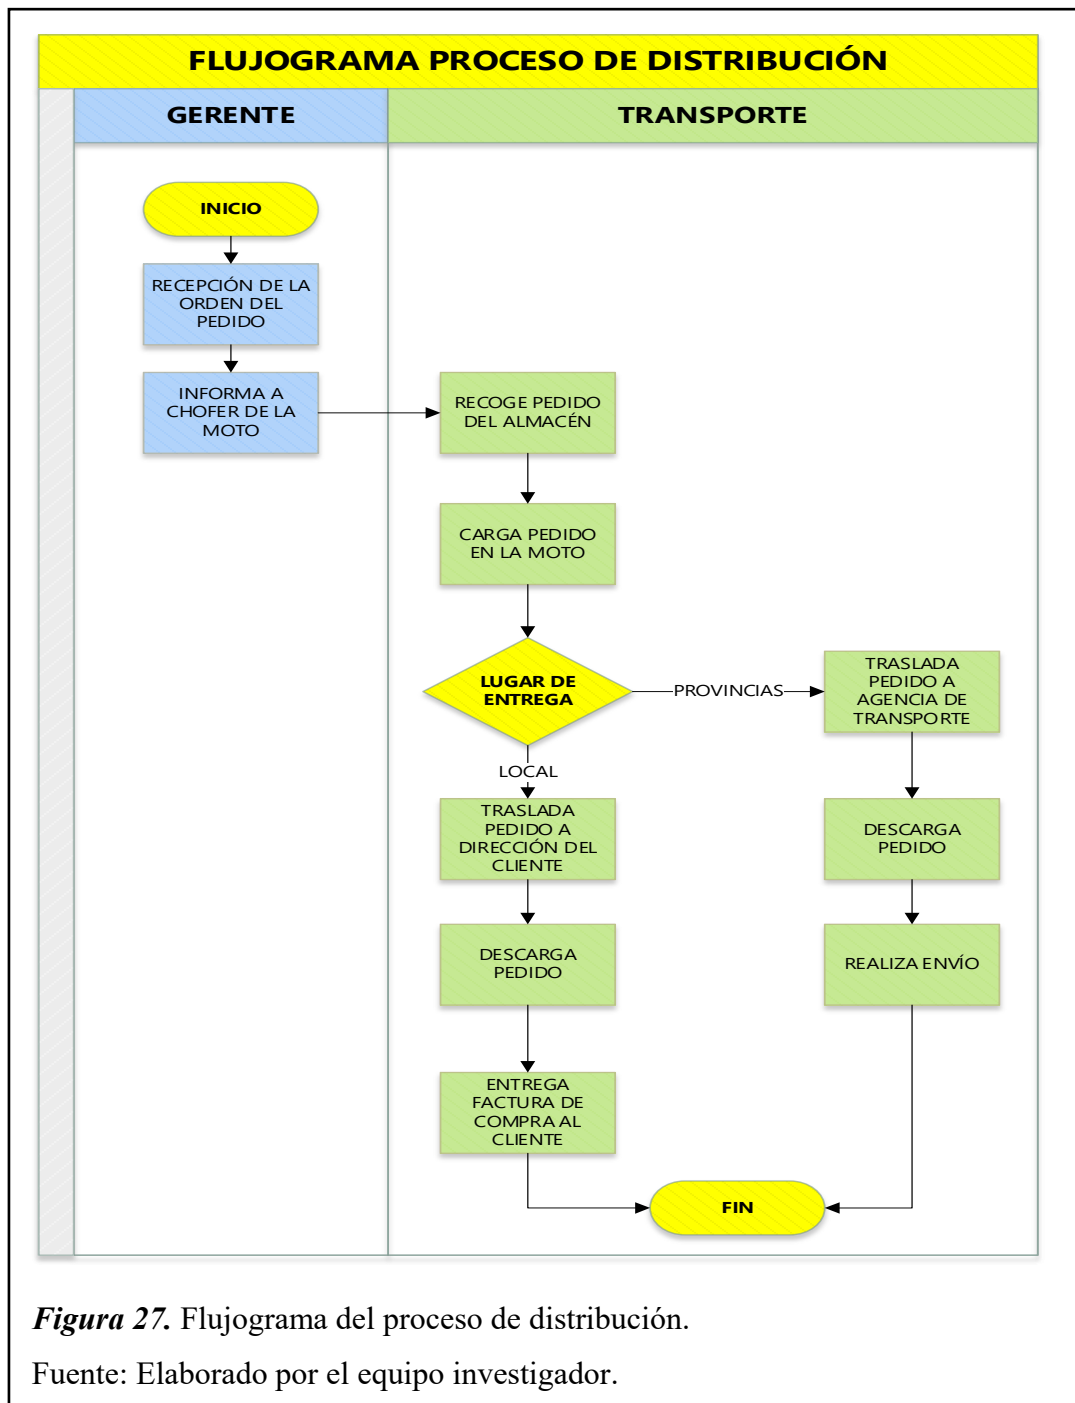 FLUJOGRAMA PROCESO DE DISTRIBUCIÓN
GERENTE
TRANSPORTE
INICIO
RECEPCIÓN DE LA
ORDEN DEL
PEDIDO
INFORMA A
CHOFER DE LA
MOTO
RECOGE PEDIDO
DEL ALMACÉN
CARGA PEDIDO
EN LA MOTO
LUGAR DE
ENTREGA
PROVINCIAS
TRASLADA
PEDIDO A
AGENCIA DE
TRANSPORTE
LOCAL
TRASLADA
PEDIDO A
DIRECCIÓN DEL
CLIENTE
DESCARGA
PEDIDO
DESCARGA
PEDIDO
REALIZA ENVÍO
ENTREGA
FACTURA DE
COMPRA AL
CLIENTE
FIN
Figura 27. Flujograma del proceso de distribución.
Fuente: Elaborado por el equipo investigador.